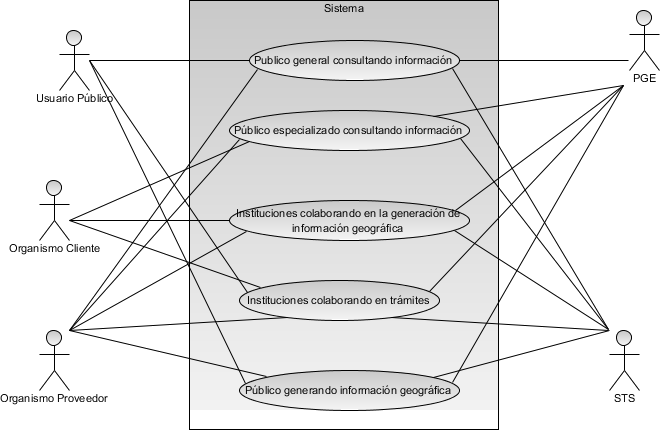 Sistema
Publico general consultando información
Usuario Público
PGE
Público especializado consultando información
Instituciones colaborando en la generación de
información geográfica
Organismo Cliente
Instituciones colaborando en trámites
Público generando información geográfica
Organismo Proveedor
STS